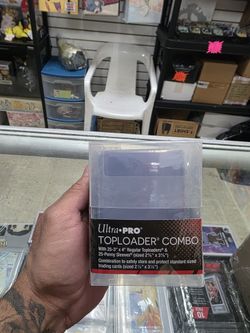 Ultra•PRO
TOPLOADER™ COMBO
With 25-3" x 4" Regular Toploaders &
25-Penny Sleeves (sized 2⅝" x 3⅝")
Combination to safely store and protect standard sized
trading cards (sized 2½" x 3½")